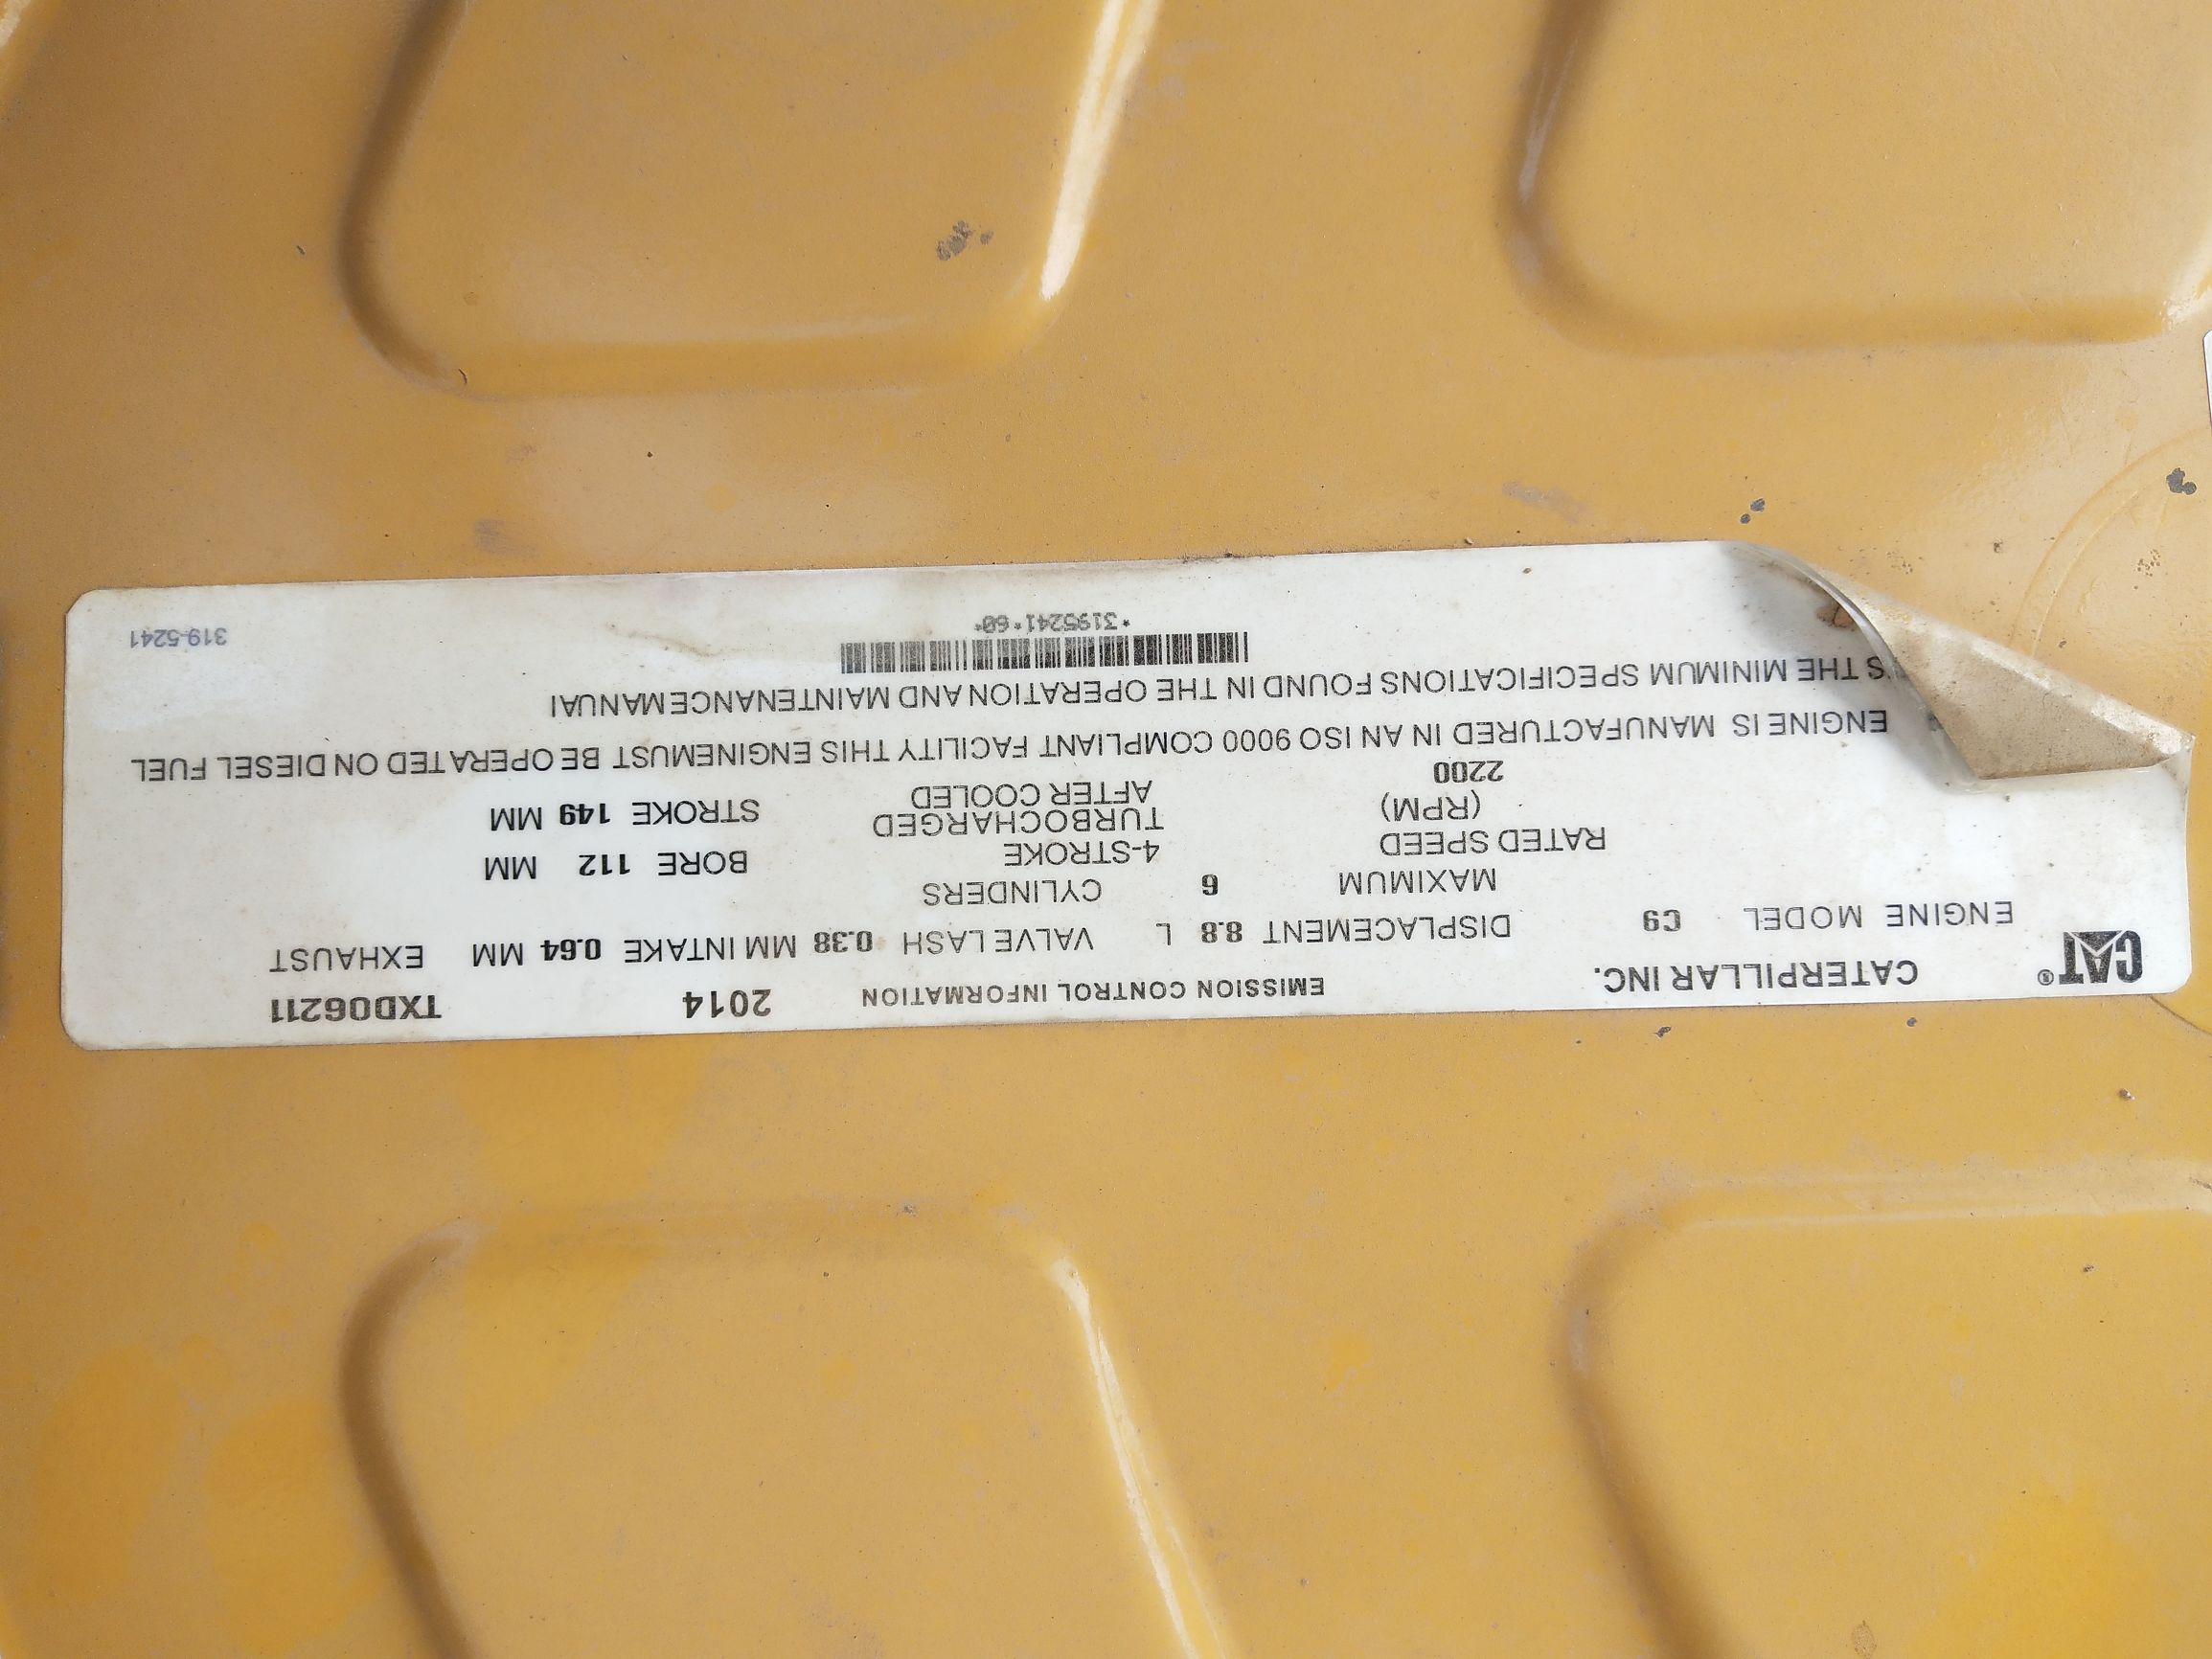 CAT® CATERPILLAR INC. EMISSION CONTROL INFORMATION 2014 TXD06211
ENGINE MODEL C9 DISPLACEMENT 8.8 L VALVE LASH 0.38 MM INTAKE 0.64 MM EXHAUST
MAXIMUM 6 CYLINDERS BORE 112 MM
RATED SPEED 4-STROKE
(RPM) TURBOCHARGED STROKE 149 MM
2200 AFTER COOLED
ENGINE IS MANUFACTURED IN AN ISO 9000 COMPLIANT FACILITY THIS ENGINEMUST BE OPERATED ON DIESEL FUEL
THE MINIMUM SPECIFICATIONS FOUND IN THE OPERATION AND MAINTENANCEMANUAI
*3195241*60*
319-5241